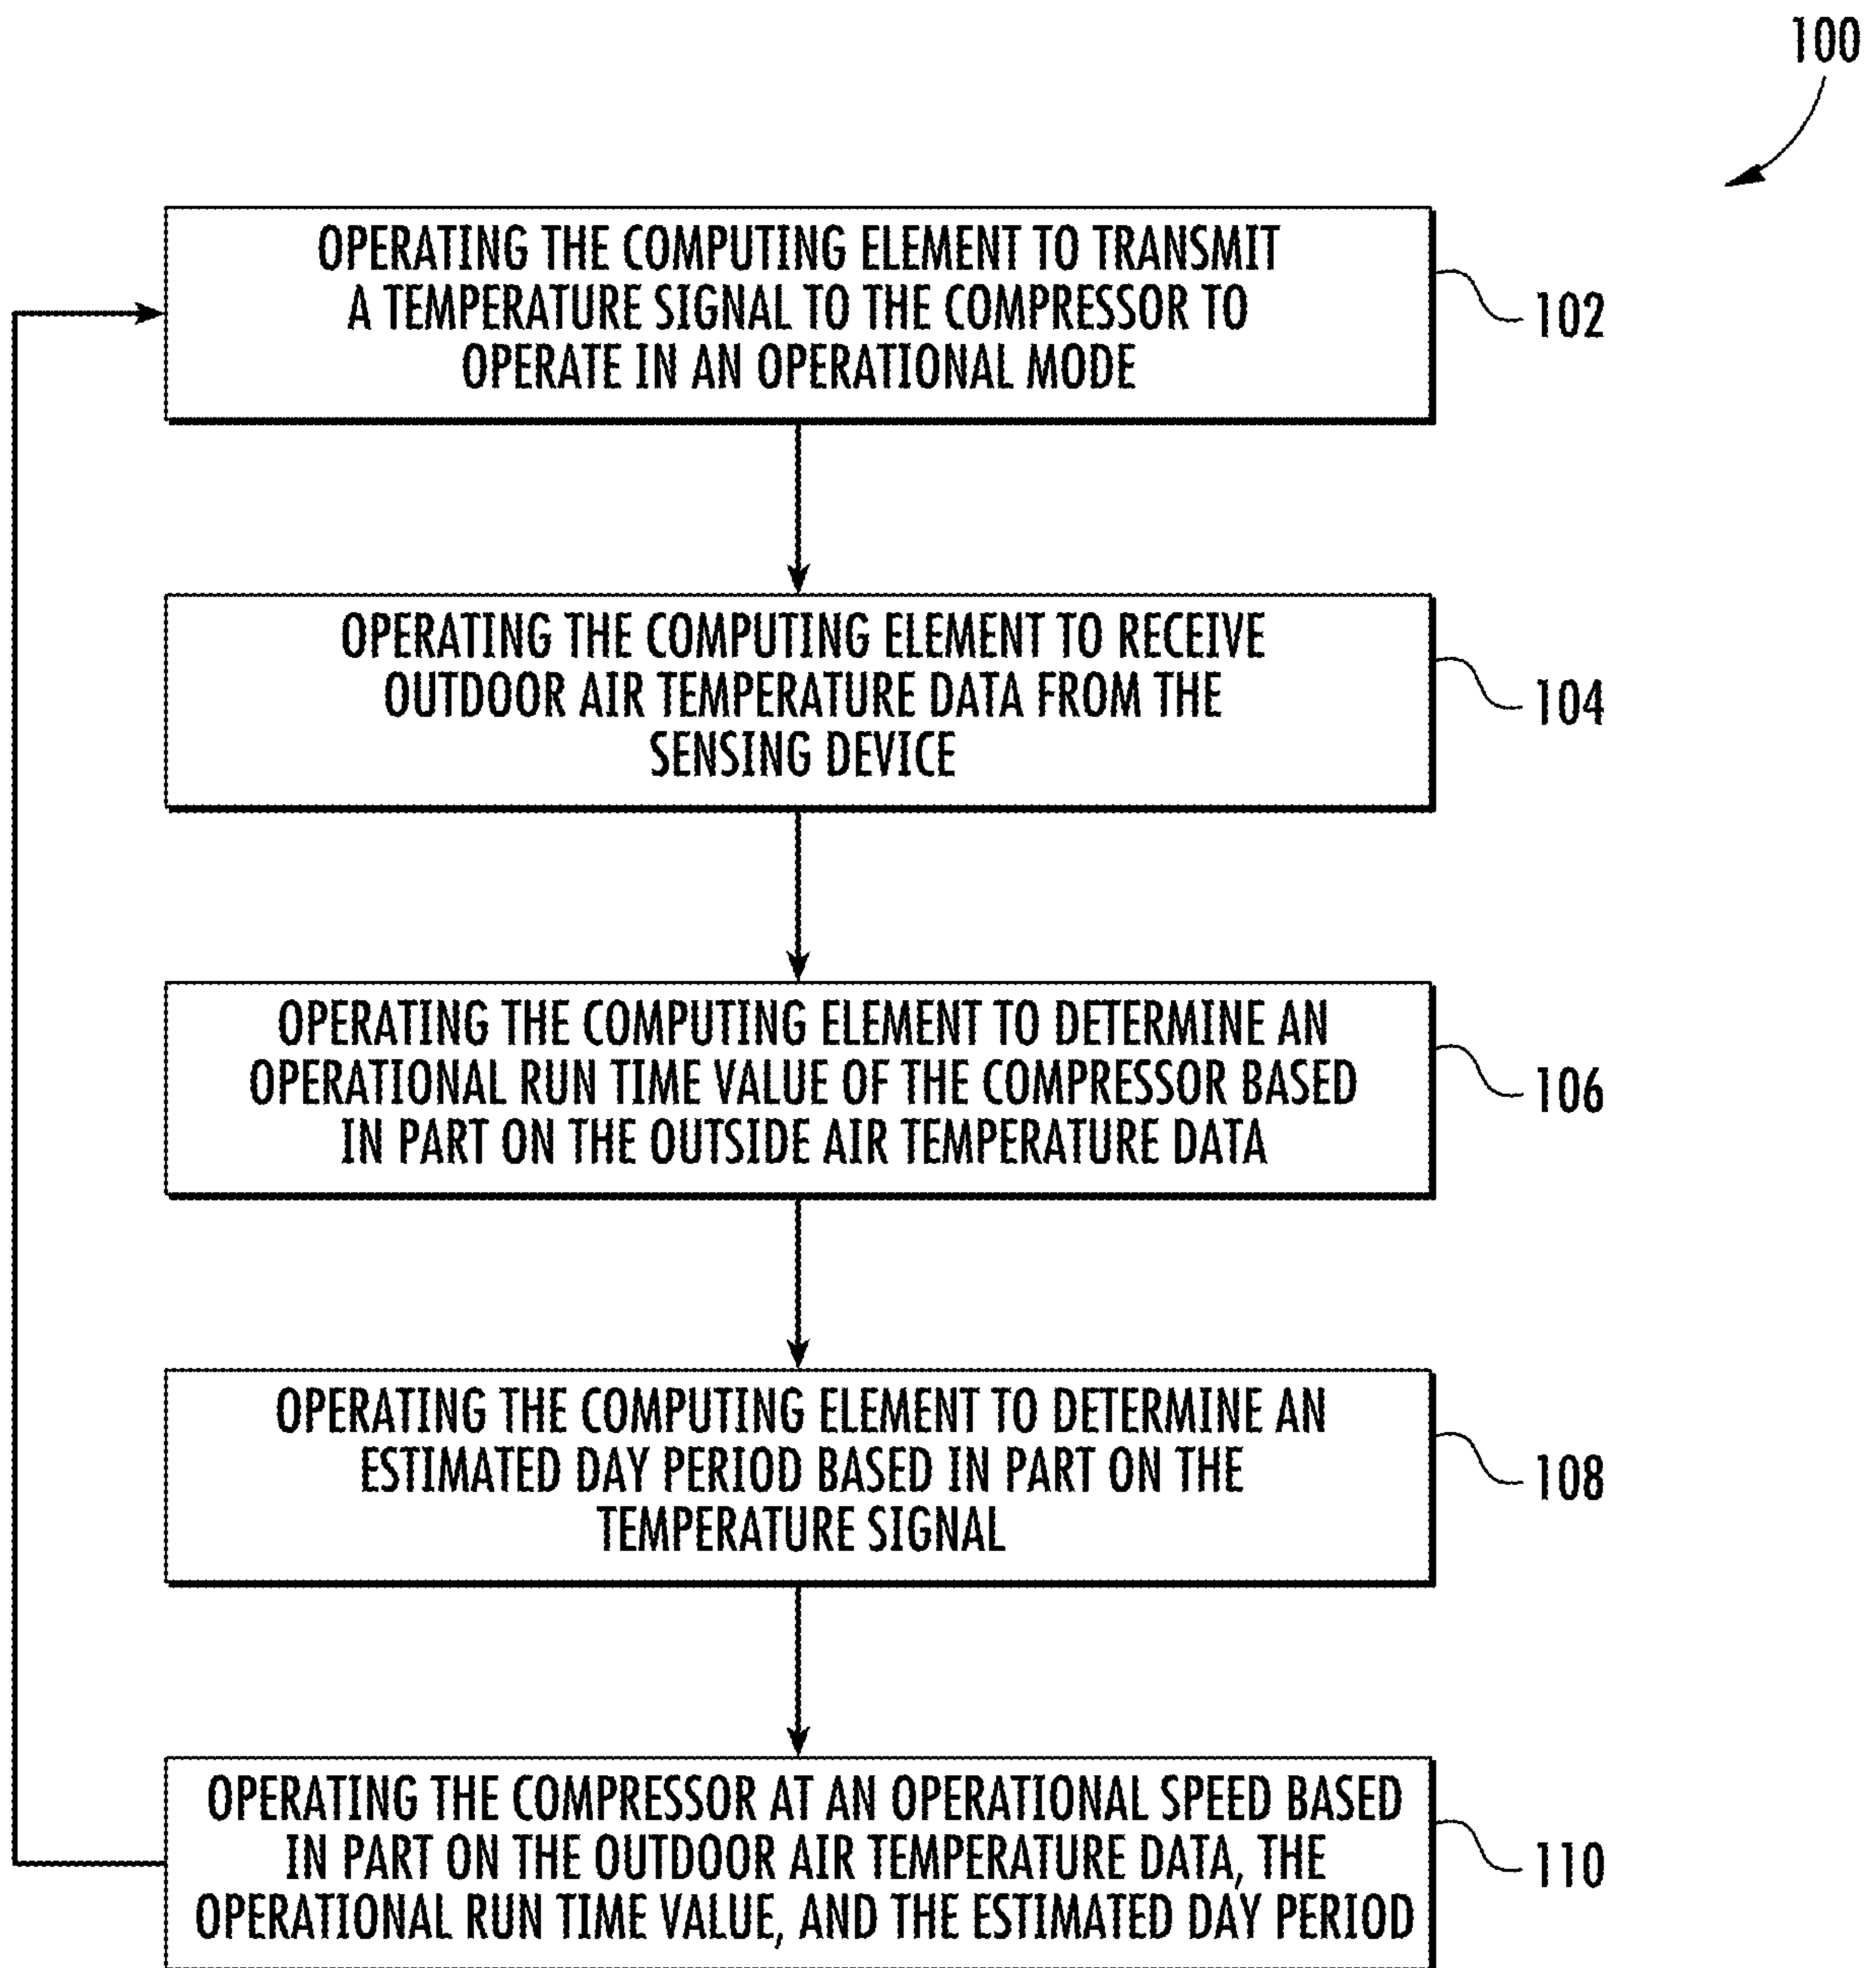 100
OPERATING THE COMPUTING ELEMENT TO TRANSMIT
A TEMPERATURE SIGNAL TO THE COMPRESSOR TO
OPERATE IN AN OPERATIONAL MODE
102
OPERATING THE COMPUTING ELEMENT TO RECEIVE
OUTDOOR AIR TEMPERATURE DATA FROM THE
SENSING DEVICE
104
OPERATING THE COMPUTING ELEMENT TO DETERMINE AN
OPERATIONAL RUN TIME VALUE OF THE COMPRESSOR BASED
IN PART ON THE OUTSIDE AIR TEMPERATURE DATA
106
OPERATING THE COMPUTING ELEMENT TO DETERMINE AN
ESTIMATED DAY PERIOD BASED IN PART ON THE
TEMPERATURE SIGNAL
108
OPERATING THE COMPRESSOR AT AN OPERATIONAL SPEED BASED
IN PART ON THE OUTDOOR AIR TEMPERATURE DATA, THE
OPERATIONAL RUN TIME VALUE, AND THE ESTIMATED DAY PERIOD
110